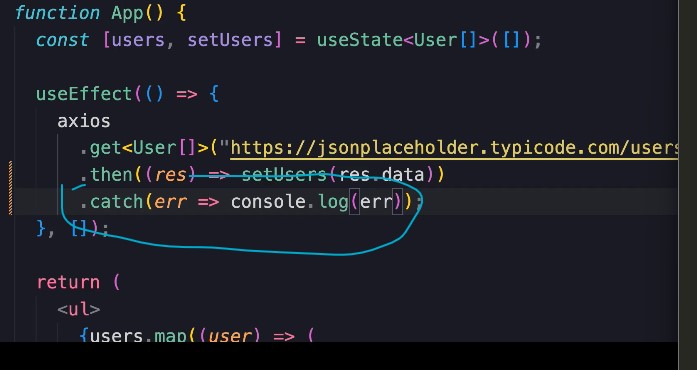 function App() {
const [users, setUsers] = useState<User[]>([]);
useEffect(() => {
axios
.get<User[]>("https://jsonplaceholder.typicode.com/users
.then((res) => setUsers(res.data))
.catch(err => console.log(err));
}, []);
return (
<ul>
{users.map((user) => (